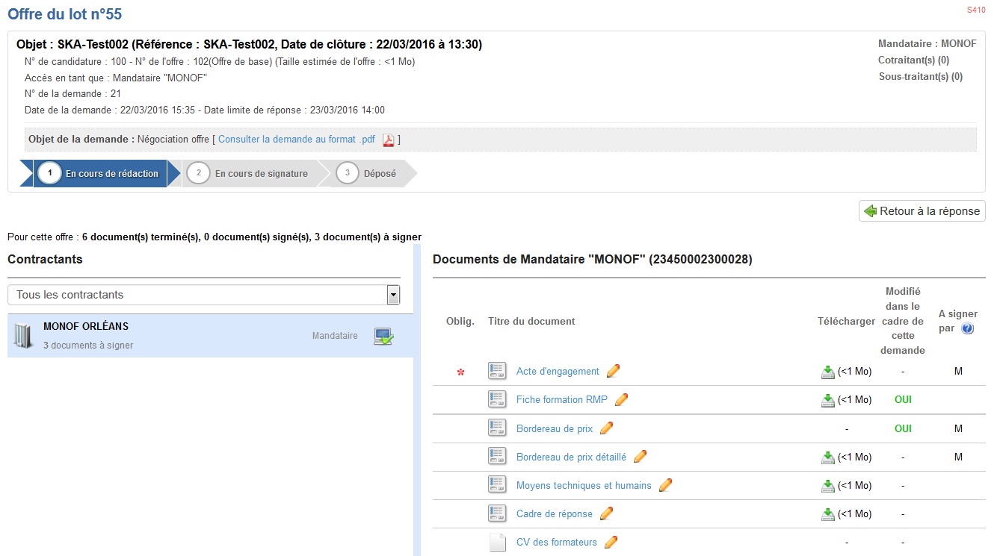 Offre du lot n°55
S410
Objet : SKA-Test002 (Référence : SKA-Test002, Date de clôture : 22/03/2016 à 13:30)
Mandataire : MONOF
N° de candidature : 100 - N° de l'offre : 102(Offre de base) (Taille estimée de l'offre : <1 Mo)
Cotraitant(s) (0)
Accès en tant que : Mandataire "MONOF"
Sous-traitant(s) (0)
N° de la demande : 21
Date de la demande : 22/03/2016 15:35 - Date limite de réponse : 23/03/2016 14:00
Objet de la demande : Négociation offre [ Consulter la demande au format .pdf ]
1 En cours de rédaction 2 En cours de signature 3 Déposé
Retour à la réponse
Pour cette offre : 6 document(s) terminé(s), 0 document(s) signé(s), 3 document(s) à signer
Contractants
Tous les contractants
MONOF ORLÉANS
Mandataire
3 documents à signer
Documents de Mandataire "MONOF" (23450002300028)
Oblig. Titre du document Télécharger
Modifié
dans le
cadre de
cette
demande
A signer
par ?
* Acte d'engagement (<1 Mo) - M
Fiche formation RMP (<1 Mo) OUI
Bordereau de prix - OUI M
Bordereau de prix détaillé (<1 Mo) - M
Moyens techniques et humains (<1 Mo) -
Cadre de réponse (<1 Mo) -
CV des formateurs - -